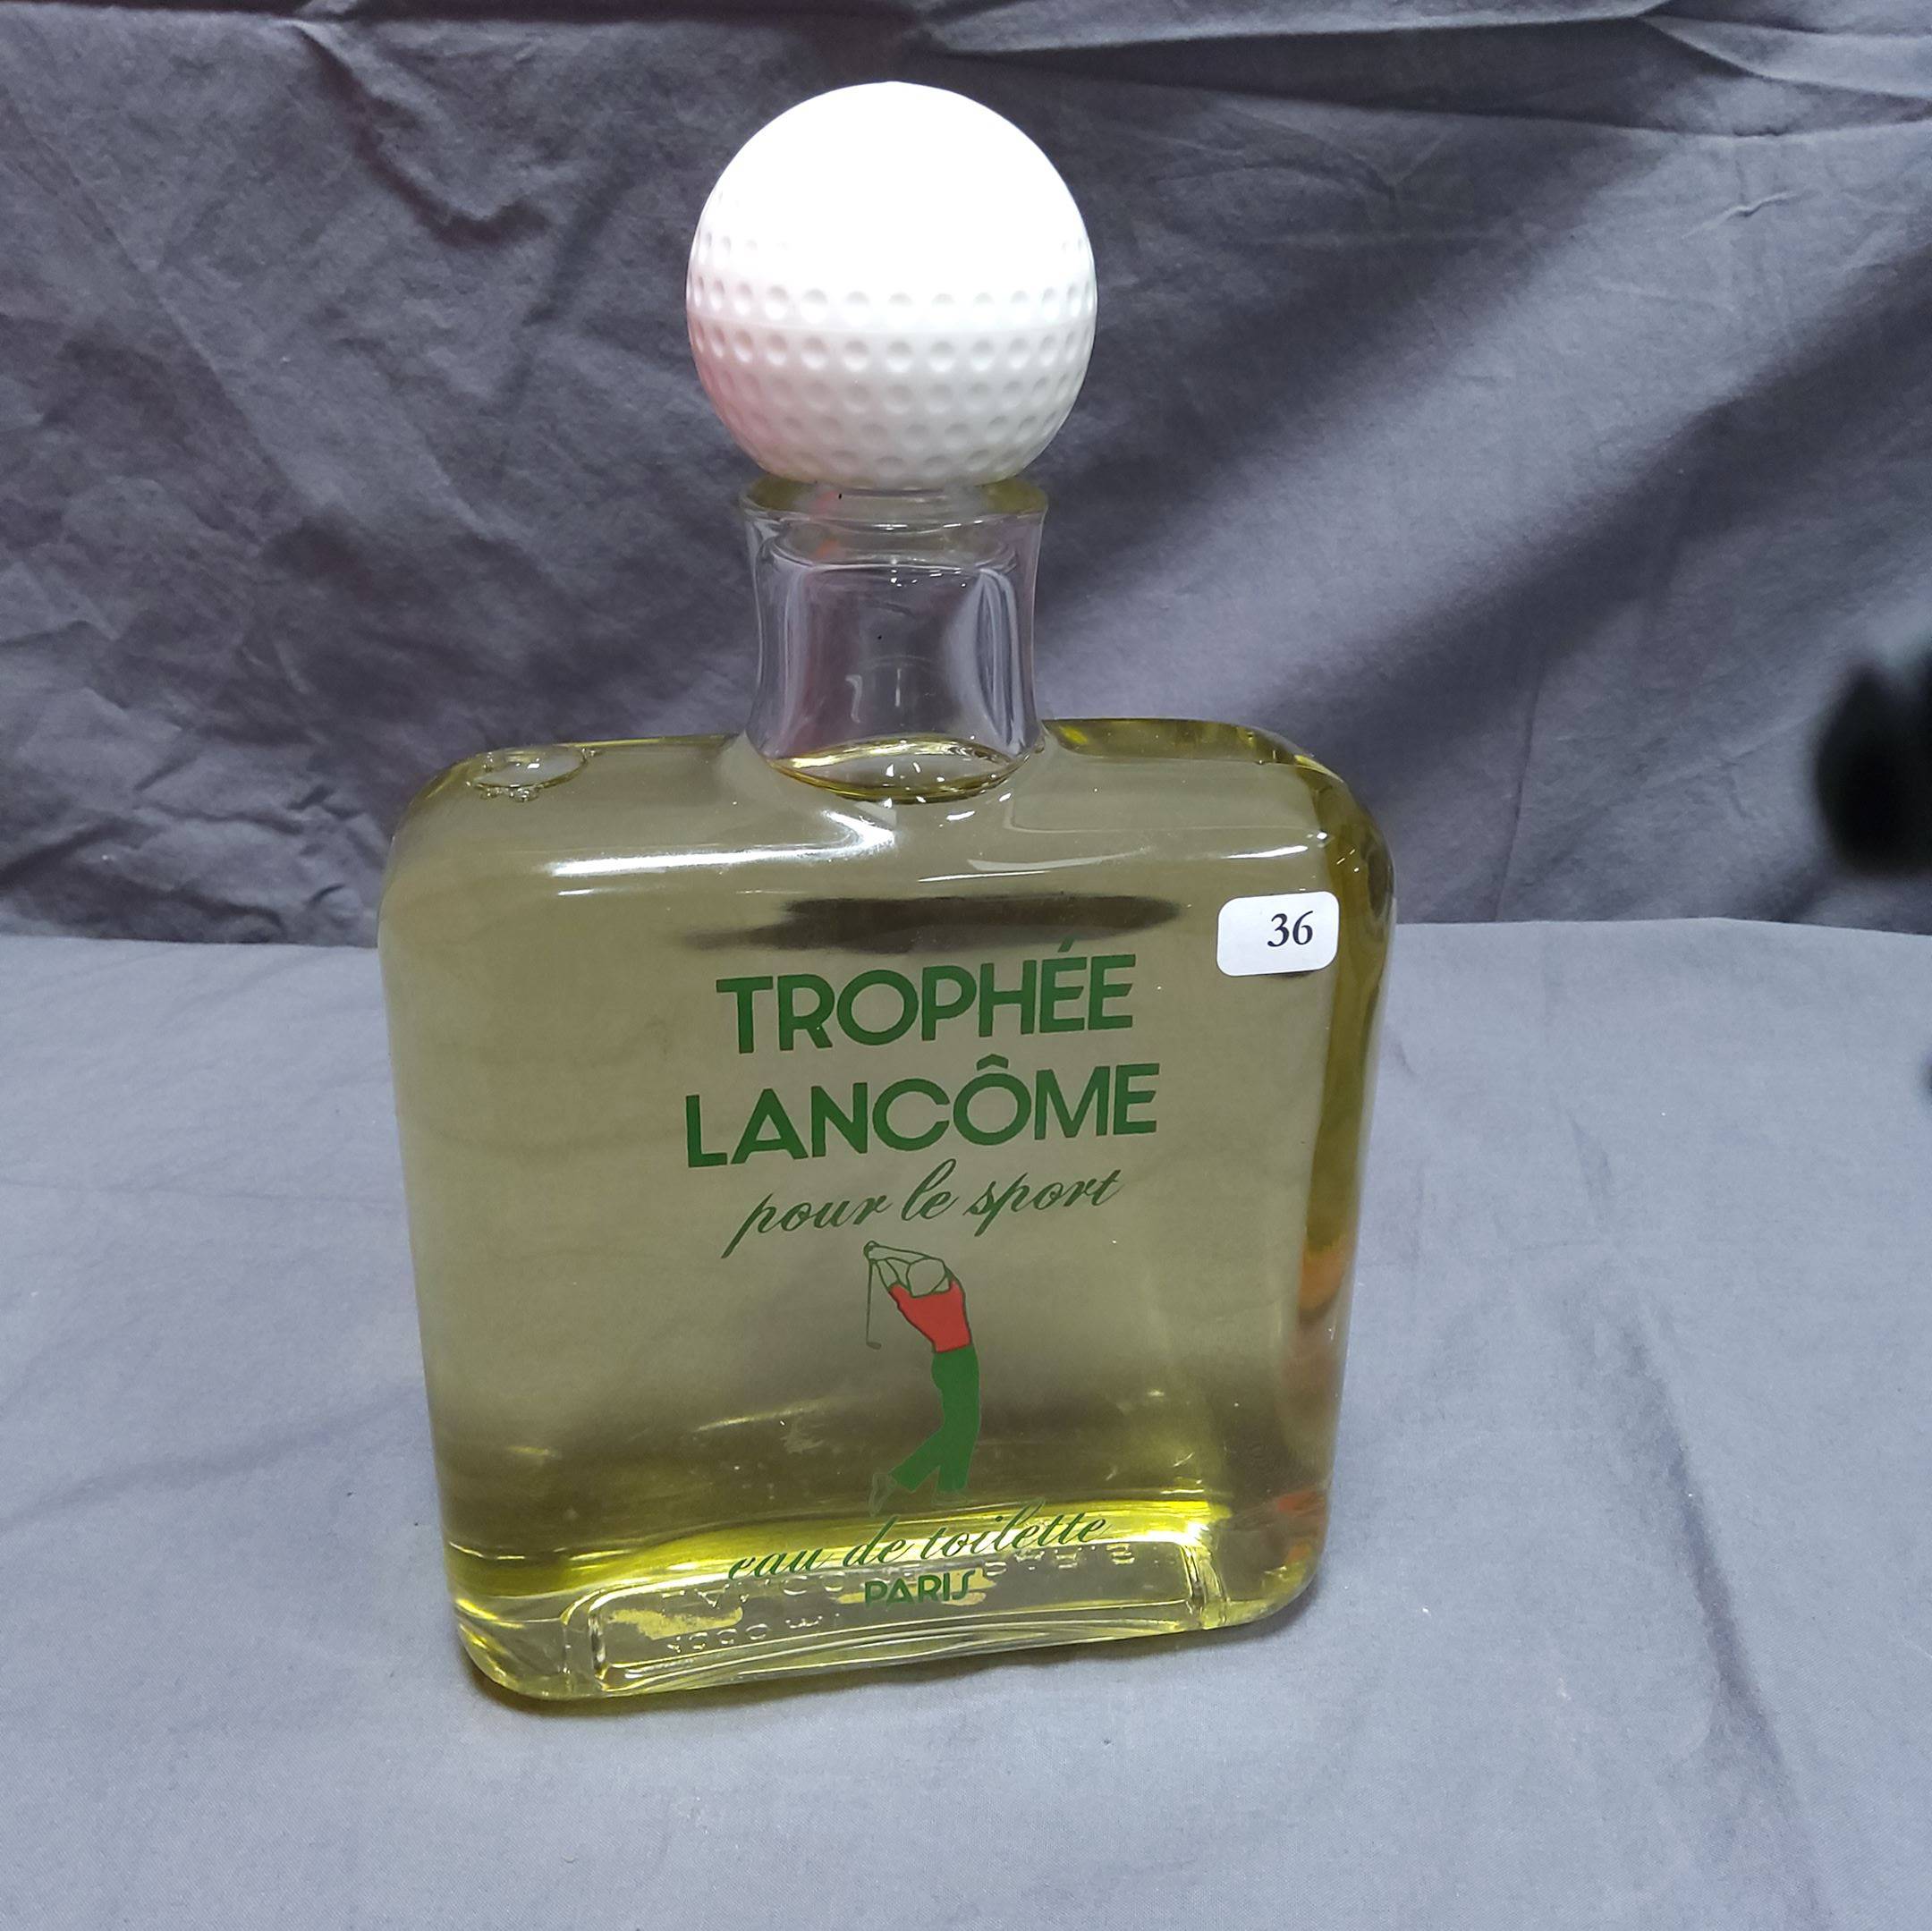 36
TROPHÉE
LANCÔME
pour le sport
eau de toilette
PARIS